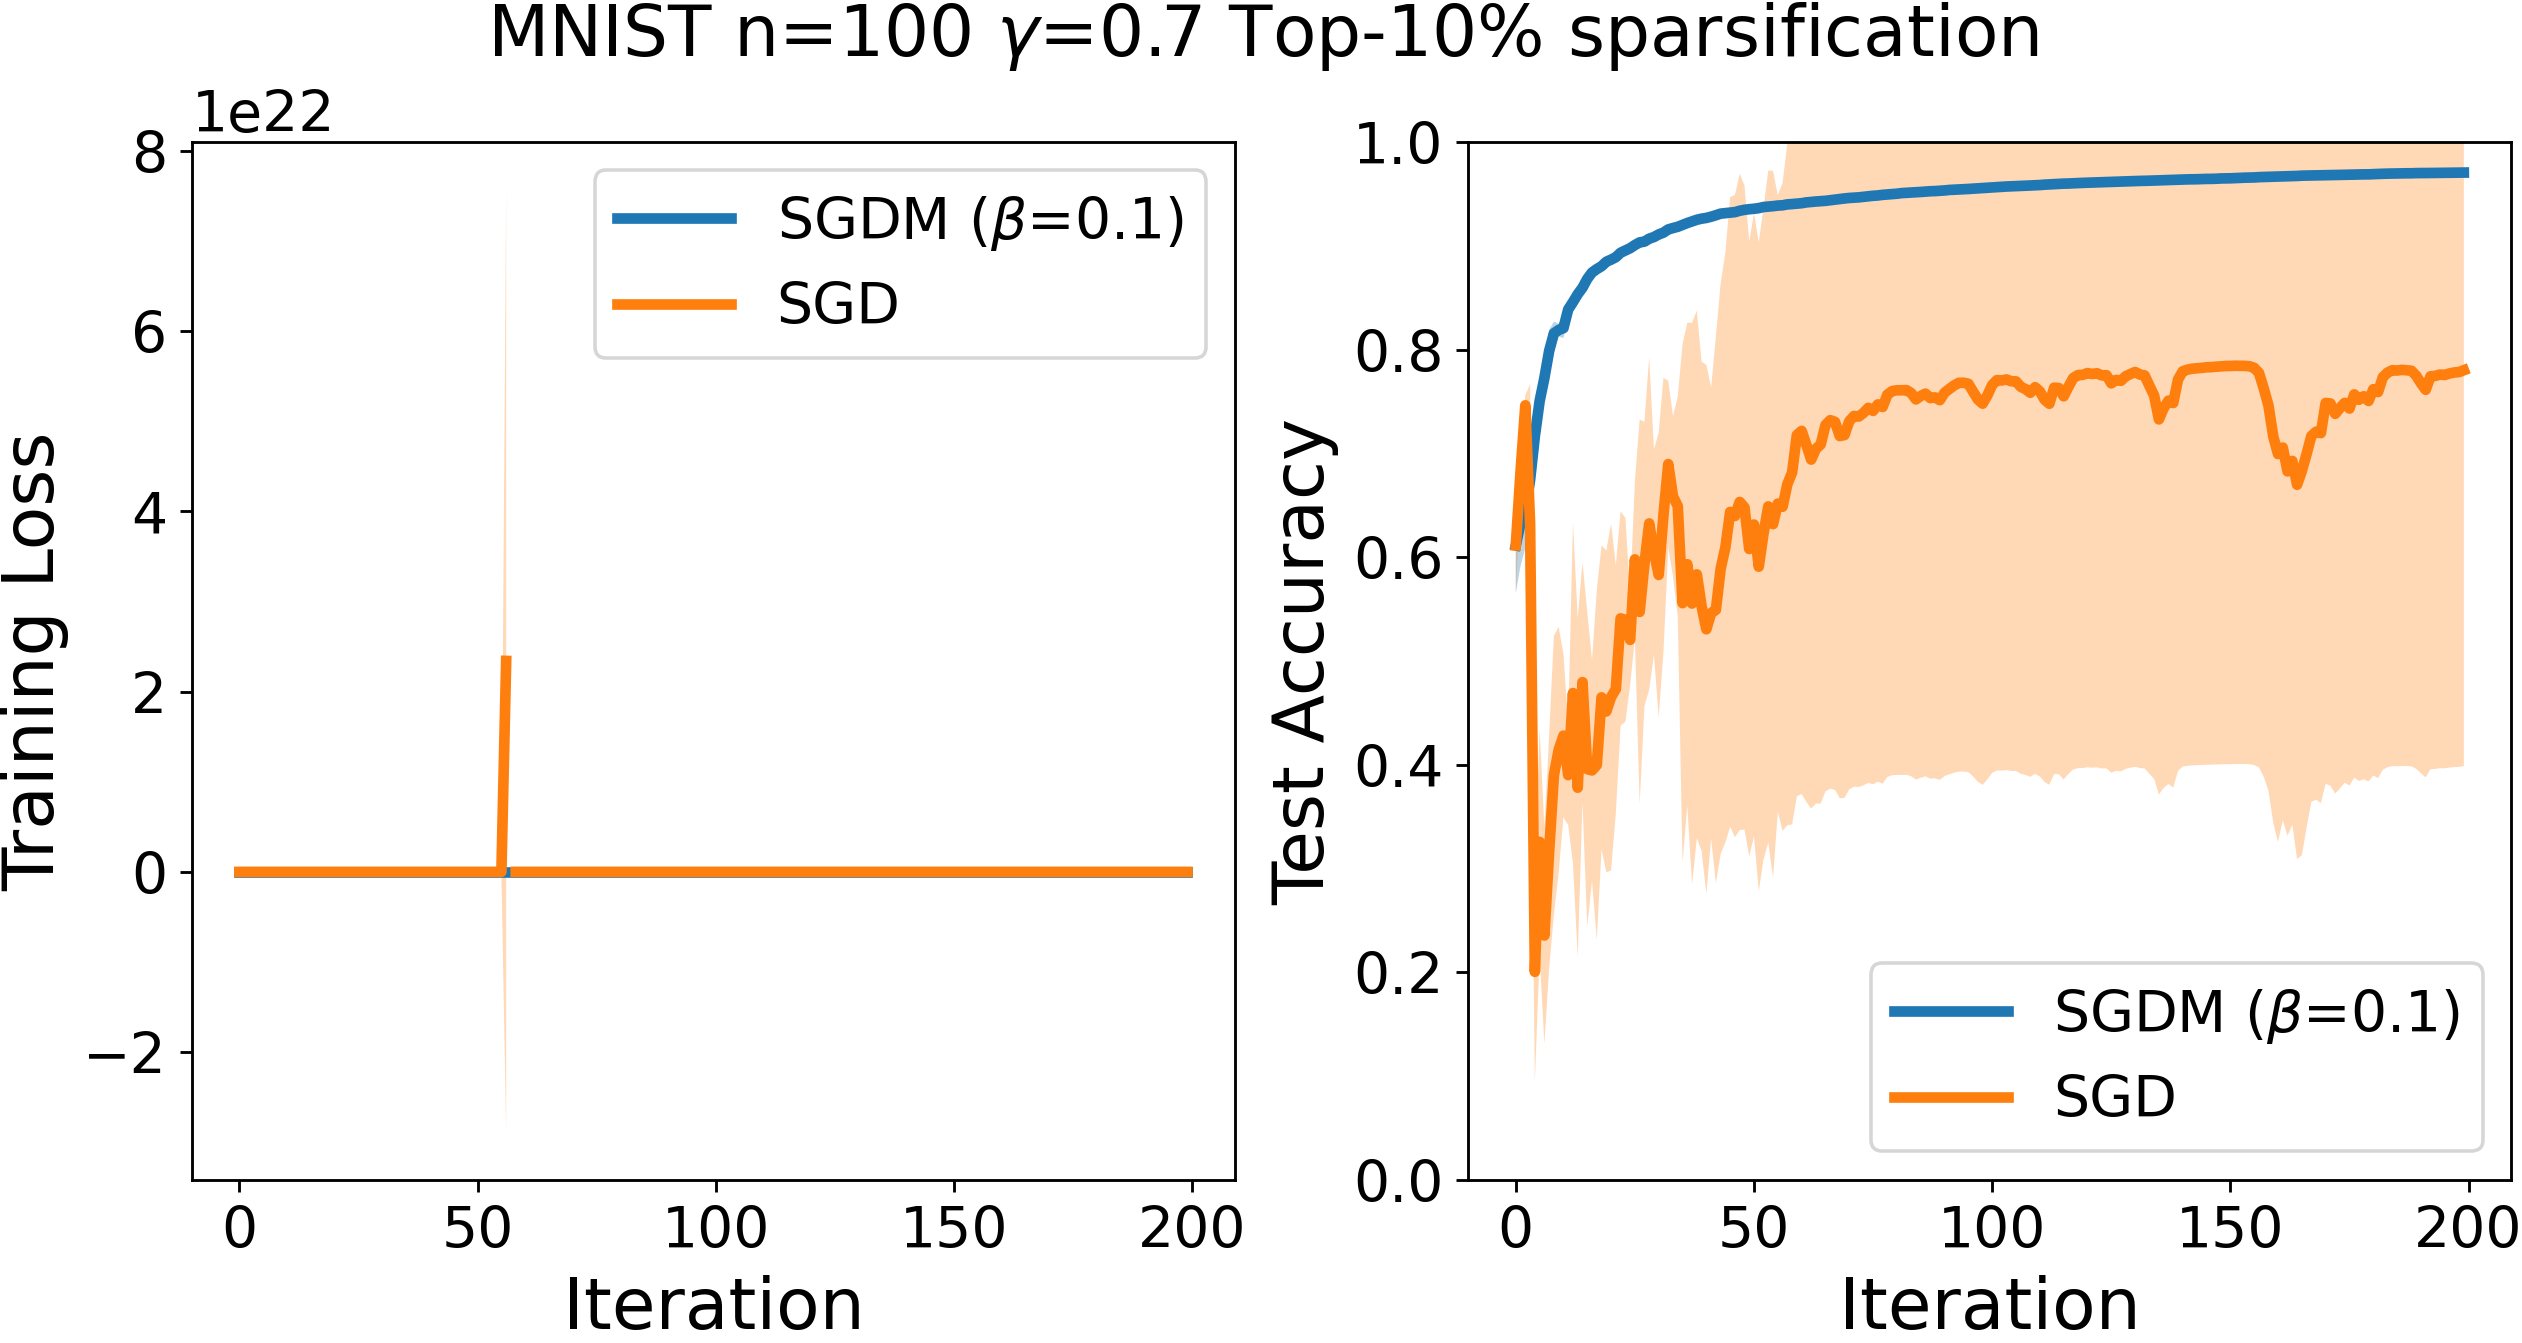 MNIST n=100 γ=0.7 Top-10% sparsification
1e22
8
6
4
2
0
−2
Training Loss
0 50 100 150 200
Iteration
SGDM (β=0.1)
SGD
1.0
0.8
0.6
0.4
0.2
0.0
Test Accuracy
0 50 100 150 200
Iteration
SGDM (β=0.1)
SGD